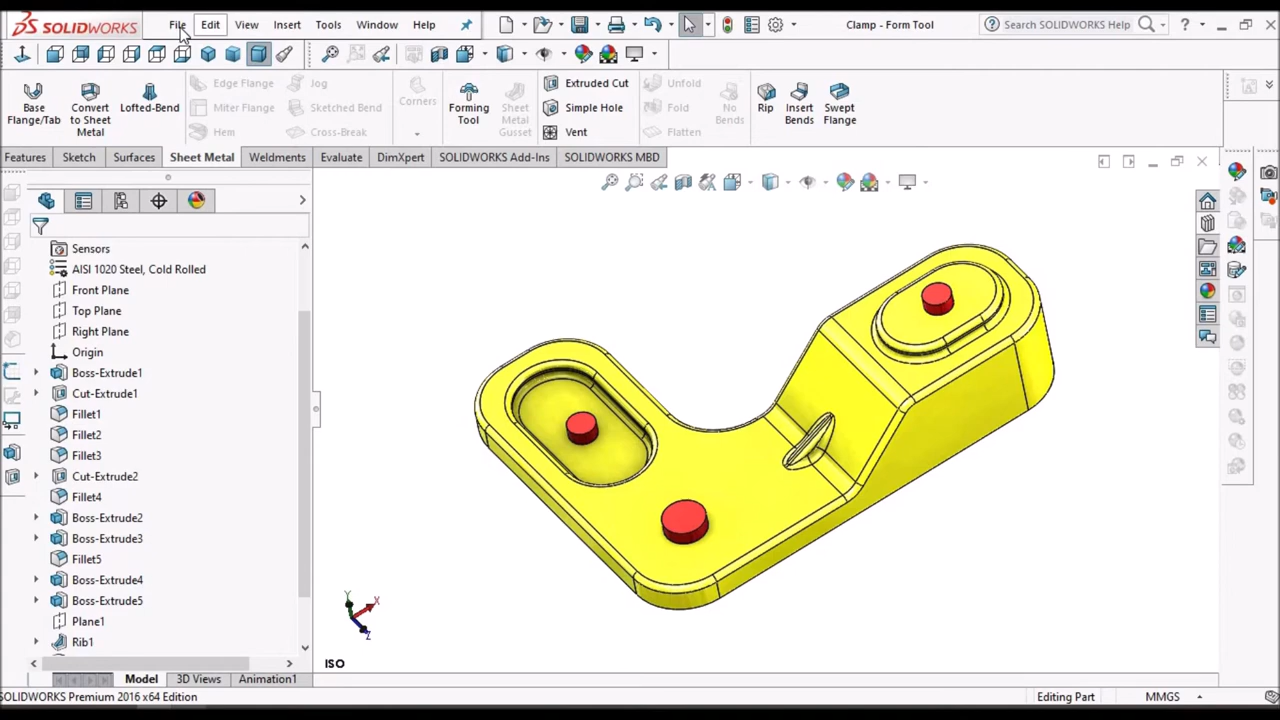 SOLIDWORKS File Edit View Insert Tools Window Help Clamp - Form Tool Search SOLIDWORKS Help ?
Base Flange/Tab
Convert to Sheet Metal
Lofted-Bend
Edge Flange
Miter Flange
Hem
Jog
Sketched Bend
Cross-Break
Corners
Forming Tool
Sheet Metal Gusset
Extruded Cut
Simple Hole
Vent
Unfold
Fold
Flatten
No Bends
Rip
Insert Bends
Swept Flange
Features Sketch Surfaces Sheet Metal Weldments Evaluate DimXpert SOLIDWORKS Add-Ins SOLIDWORKS MBD
Sensors
AISI 1020 Steel, Cold Rolled
Front Plane
Top Plane
Right Plane
Origin
Boss-Extrude1
Cut-Extrude1
Fillet1
Fillet2
Fillet3
Cut-Extrude2
Fillet4
Boss-Extrude2
Boss-Extrude3
Fillet5
Boss-Extrude4
Boss-Extrude5
Plane1
Rib1
Y
X
Z
ISO
Model 3D Views Animation1
SOLIDWORKS Premium 2016 x64 Edition Editing Part MMGS